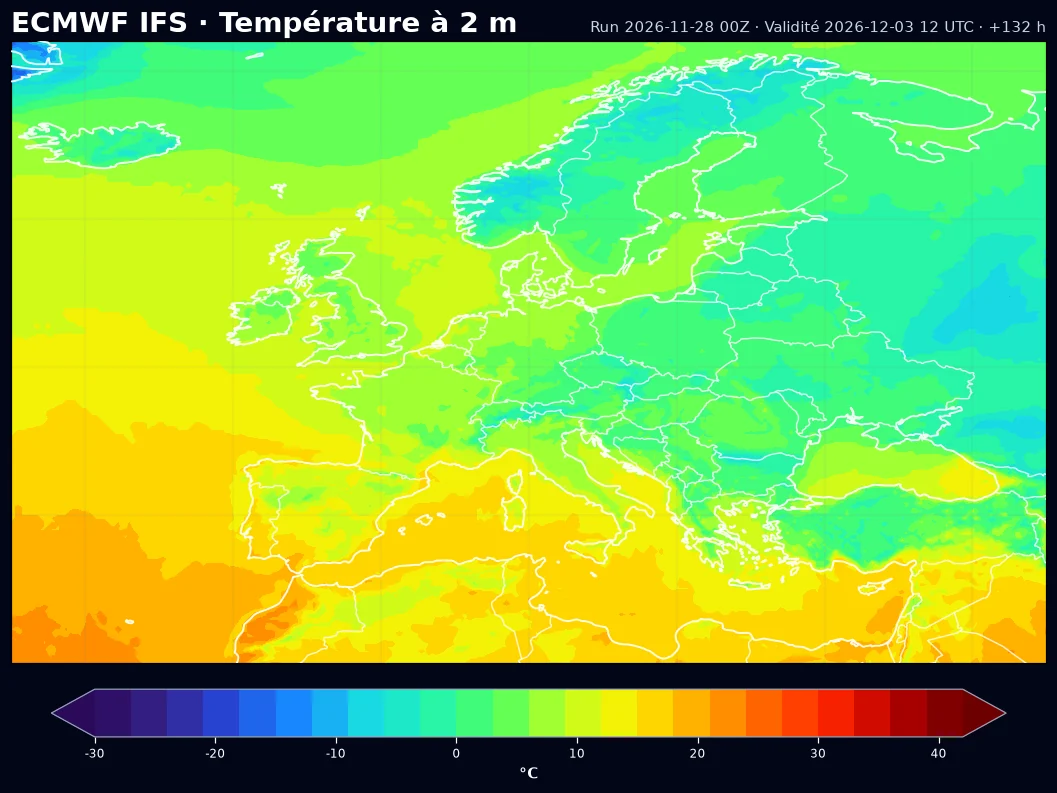 ECMWF IFS · Température à 2 m
Run 2026-11-28 00Z · Validité 2026-12-03 12 UTC · +132 h
-30 -20 -10 0 10 20 30 40
°C